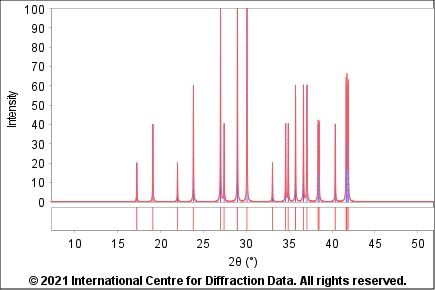 100
90
80
70
60
50
40
30
20
10
0
Intensity
10 15 20 25 30 35 40 45 50
2θ (°)
© 2021 International Centre for Diffraction Data. All rights reserved.